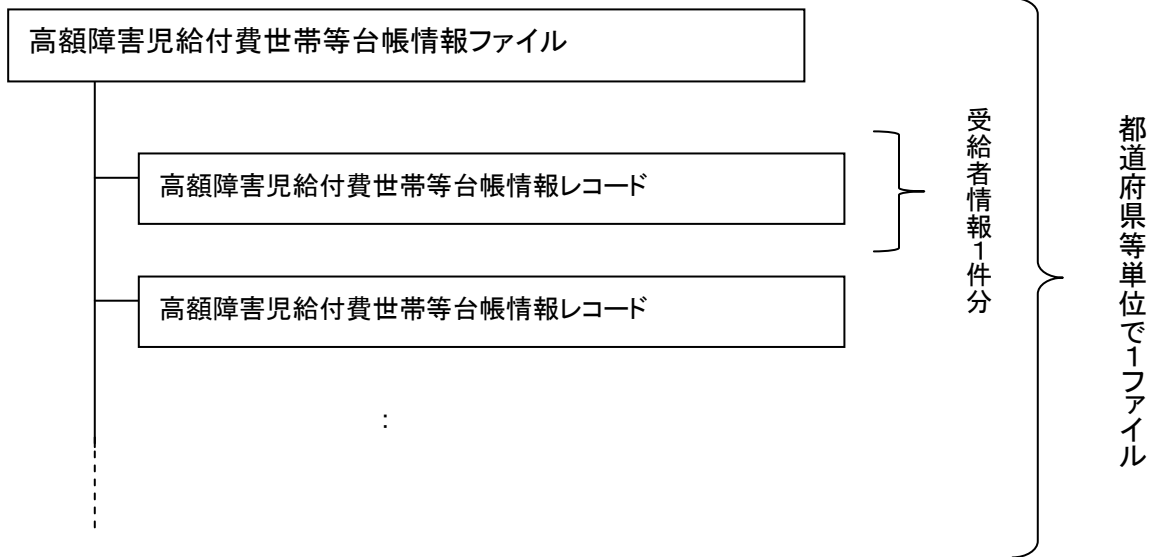 高額障害児給付費世帯等台帳情報ファイル
高額障害児給付費世帯等台帳情報レコード
高額障害児給付費世帯等台帳情報レコード
:
受給者情報1件分
都道府県等単位で1ファイル